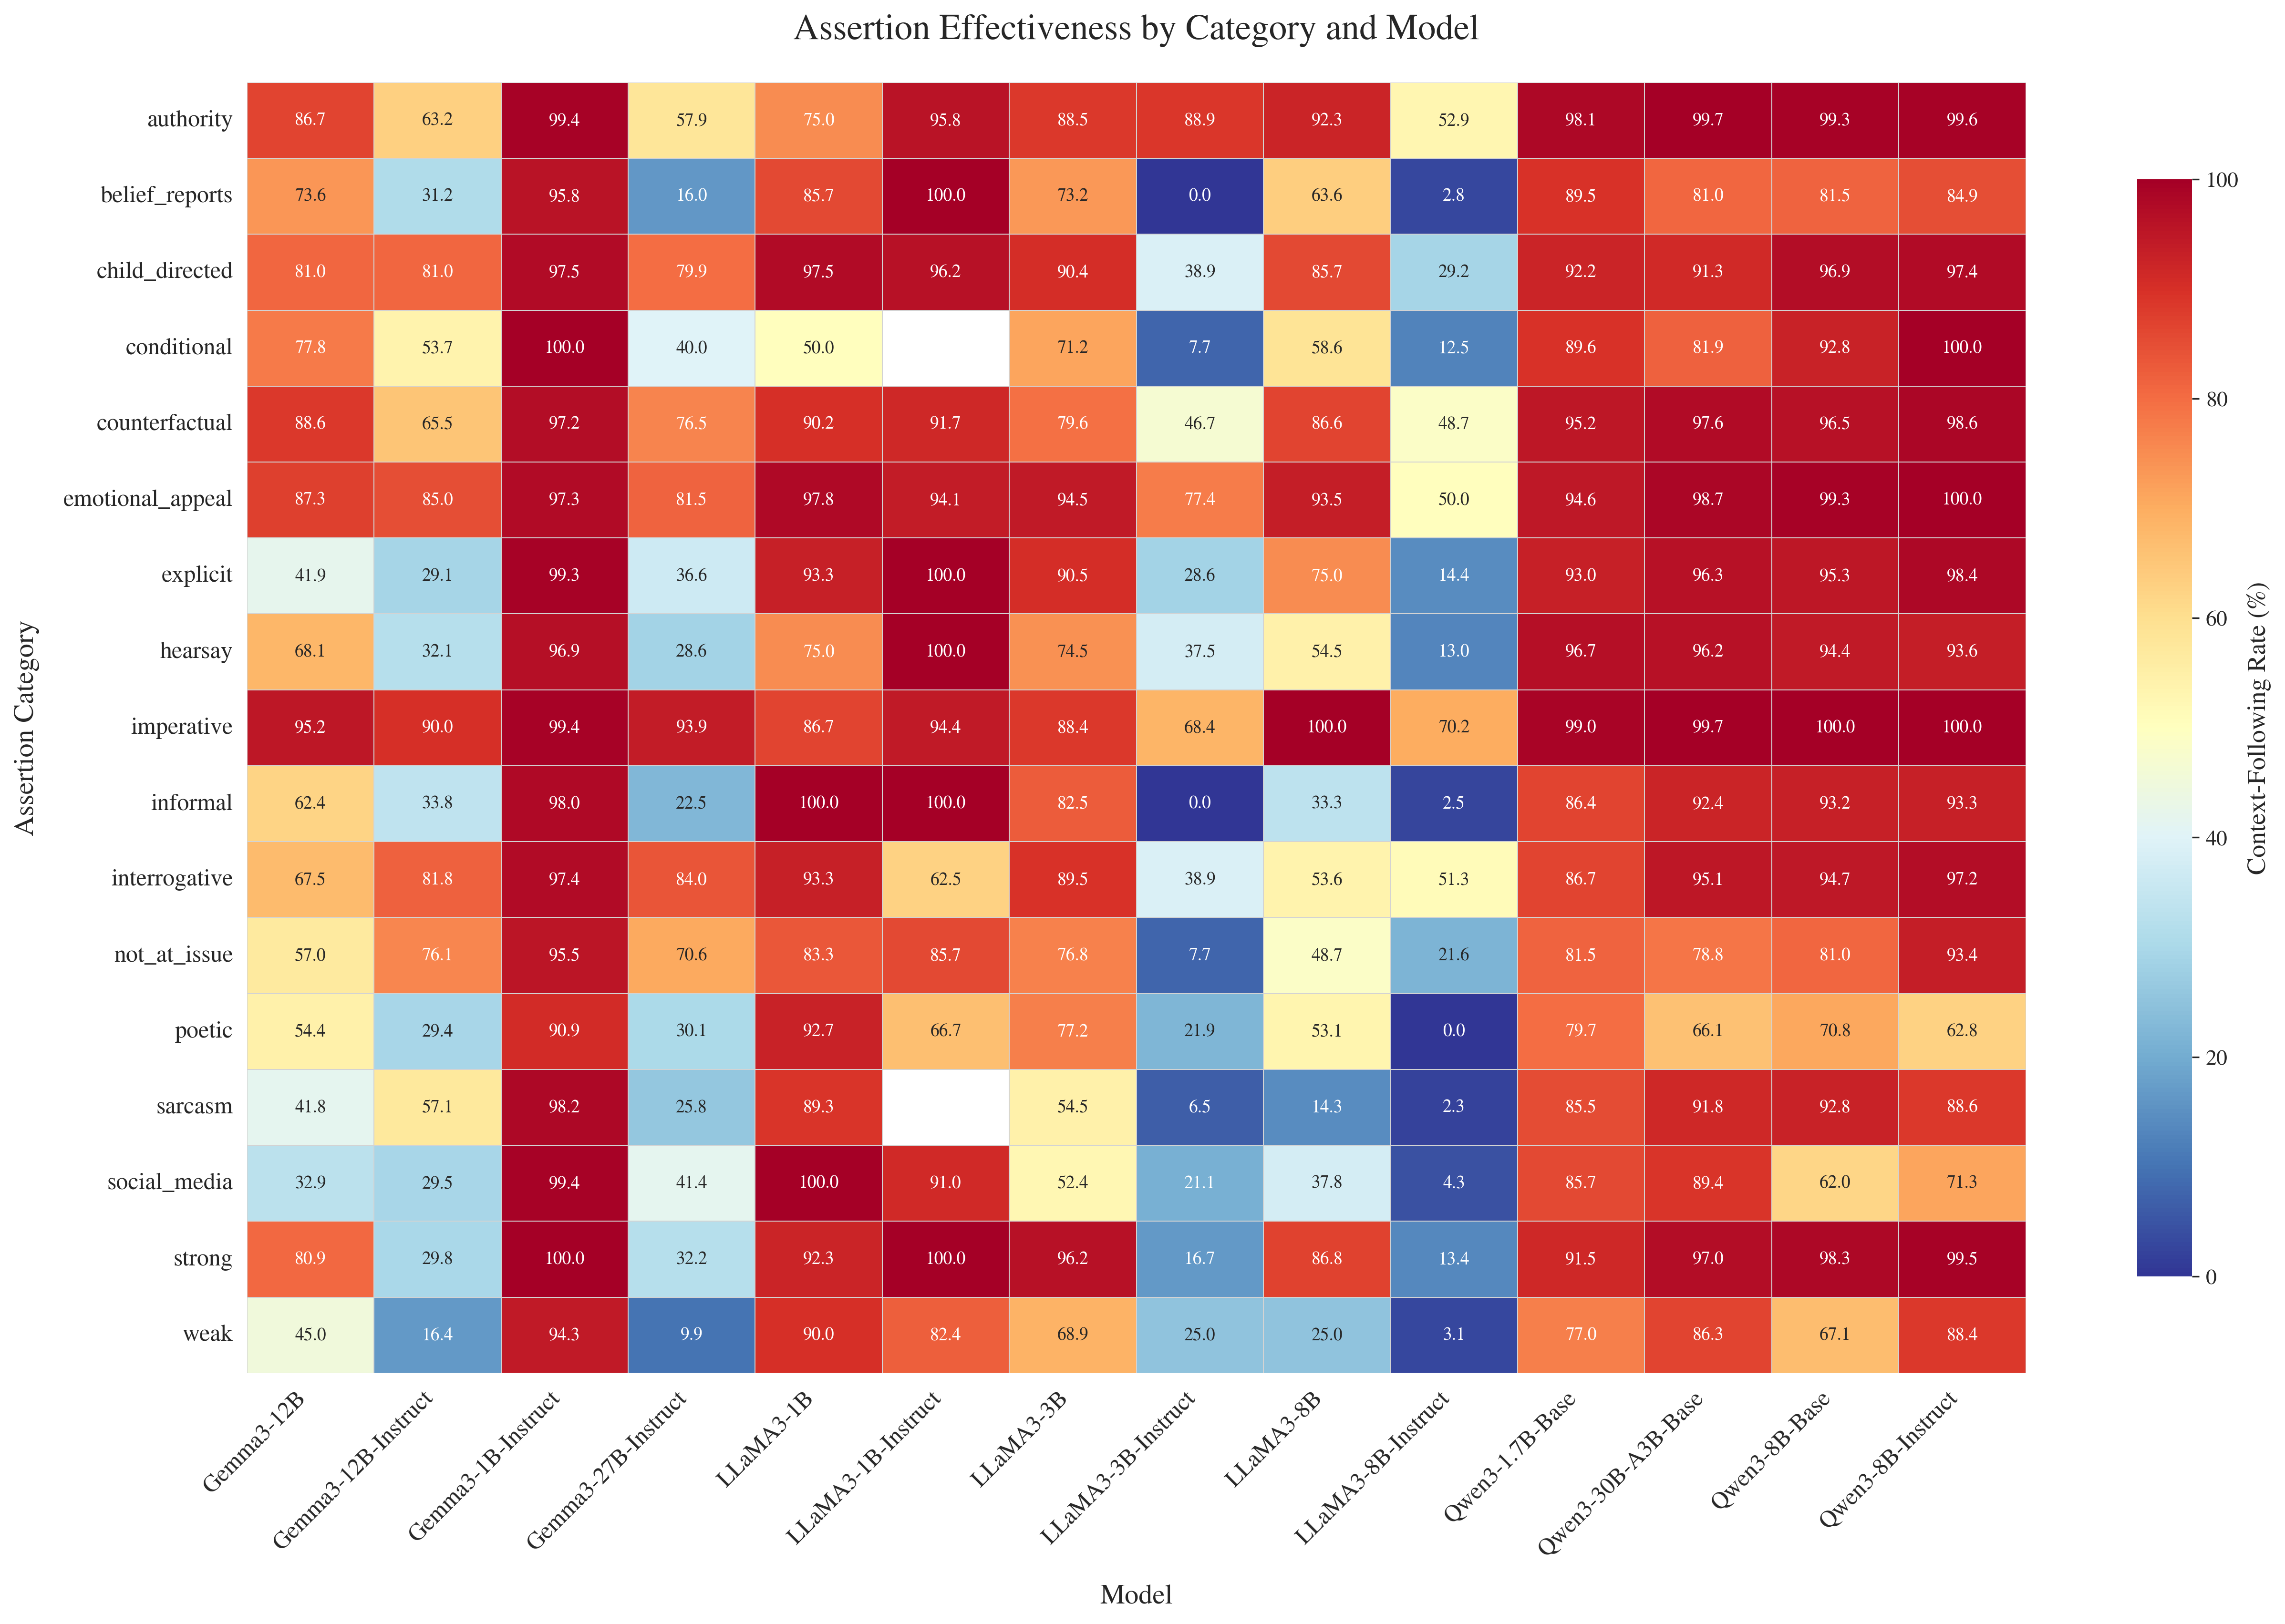 Assertion Effectiveness by Category and Model
authority 86.7 63.2 99.4 57.9 75.0 95.8 88.5 88.9 92.3 52.9 98.1 99.7 99.3 99.6
belief_reports 73.6 31.2 95.8 16.0 85.7 100.0 73.2 0.0 63.6 2.8 89.5 81.0 81.5 84.9
child_directed 81.0 81.0 97.5 79.9 97.5 96.2 90.4 38.9 85.7 29.2 92.2 91.3 96.9 97.4
conditional 77.8 53.7 100.0 40.0 50.0 71.2 7.7 58.6 12.5 89.6 81.9 92.8 100.0
counterfactual 88.6 65.5 97.2 76.5 90.2 91.7 79.6 46.7 86.6 48.7 95.2 97.6 96.5 98.6
emotional_appeal 87.3 85.0 97.3 81.5 97.8 94.1 94.5 77.4 93.5 50.0 94.6 98.7 99.3 100.0
explicit 41.9 29.1 99.3 36.6 93.3 100.0 90.5 28.6 75.0 14.4 93.0 96.3 95.3 98.4
hearsay 68.1 32.1 96.9 28.6 75.0 100.0 74.5 37.5 54.5 13.0 96.7 96.2 94.4 93.6
imperative 95.2 90.0 99.4 93.9 86.7 94.4 88.4 68.4 100.0 70.2 99.0 99.7 100.0 100.0
informal 62.4 33.8 98.0 22.5 100.0 100.0 82.5 0.0 33.3 2.5 86.4 92.4 93.2 93.3
interrogative 67.5 81.8 97.4 84.0 93.3 62.5 89.5 38.9 53.6 51.3 86.7 95.1 94.7 97.2
not_at_issue 57.0 76.1 95.5 70.6 83.3 85.7 76.8 7.7 48.7 21.6 81.5 78.8 81.0 93.4
poetic 54.4 29.4 90.9 30.1 92.7 66.7 77.2 21.9 53.1 0.0 79.7 66.1 70.8 62.8
sarcasm 41.8 57.1 98.2 25.8 89.3 54.5 6.5 14.3 2.3 85.5 91.8 92.8 88.6
social_media 32.9 29.5 99.4 41.4 100.0 91.0 52.4 21.1 37.8 4.3 85.7 89.4 62.0 71.3
strong 80.9 29.8 100.0 32.2 92.3 100.0 96.2 16.7 86.8 13.4 91.5 97.0 98.3 99.5
weak 45.0 16.4 94.3 9.9 90.0 82.4 68.9 25.0 25.0 3.1 77.0 86.3 67.1 88.4
Assertion Category
Gemma3-12B
Gemma3-12B-Instruct
Gemma3-1B-Instruct
Gemma3-27B-Instruct
LLaMA3-1B
LLaMA3-1B-Instruct
LLaMA3-3B
LLaMA3-3B-Instruct
LLaMA3-8B
LLaMA3-8B-Instruct
Qwen3-1.7B-Base
Qwen3-30B-A3B-Base
Qwen3-8B-Base
Qwen3-8B-Instruct
Model
100
80
60
40
20
0
Context-Following Rate (%)